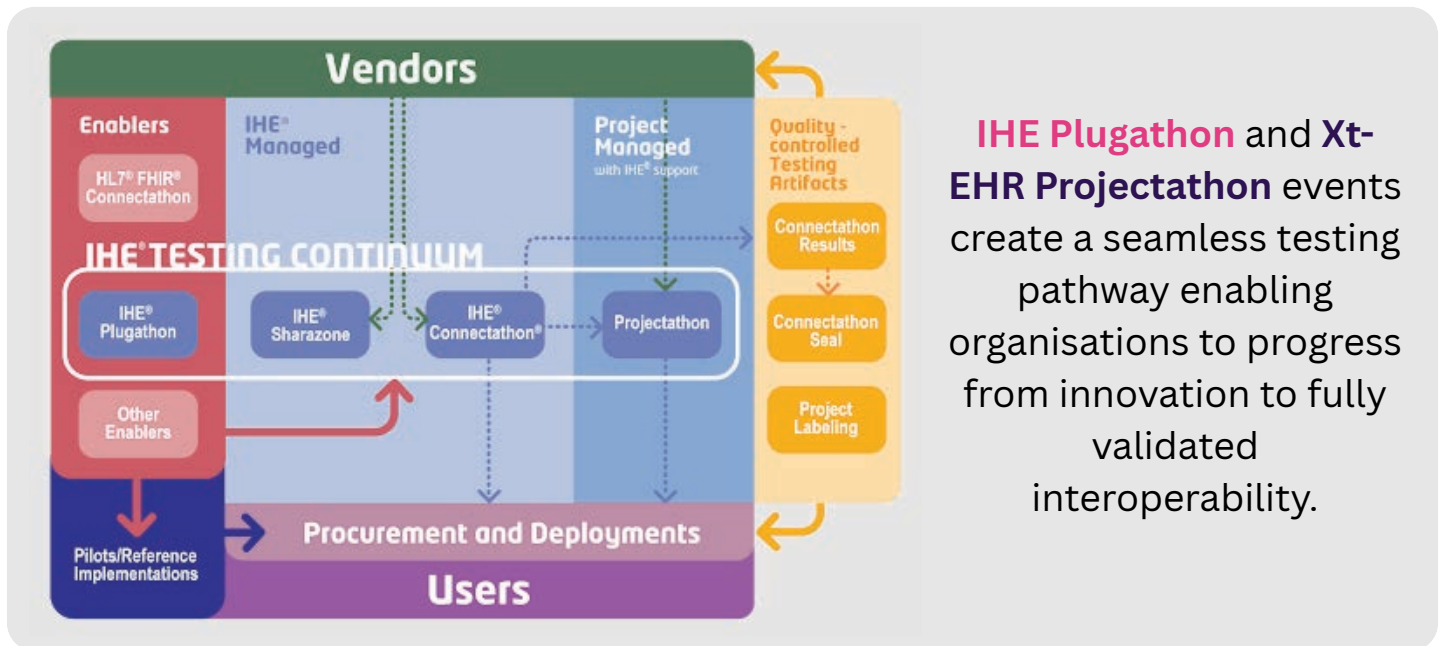 Vendors
Enablers
HL7® FHIR®
Connectathon
IHE®
Managed
Project
Managed
with IHE® support
Quality -
controlled
Testing
Artifacts
Connectathon
Results
IHE® TESTING CONTINUUM
IHE®
Plugathon
IHE®
Sharazone
IHE®
Connectathon®
Projectathon
Connectathon
Seal
Other
Enablers
Project
Labeling
Pilots/Reference
Implementations
Procurement and Deployments
Users
IHE Plugathon and Xt-
EHR Projectathon events
create a seamless testing
pathway enabling
organisations to progress
from innovation to fully
validated
interoperability.